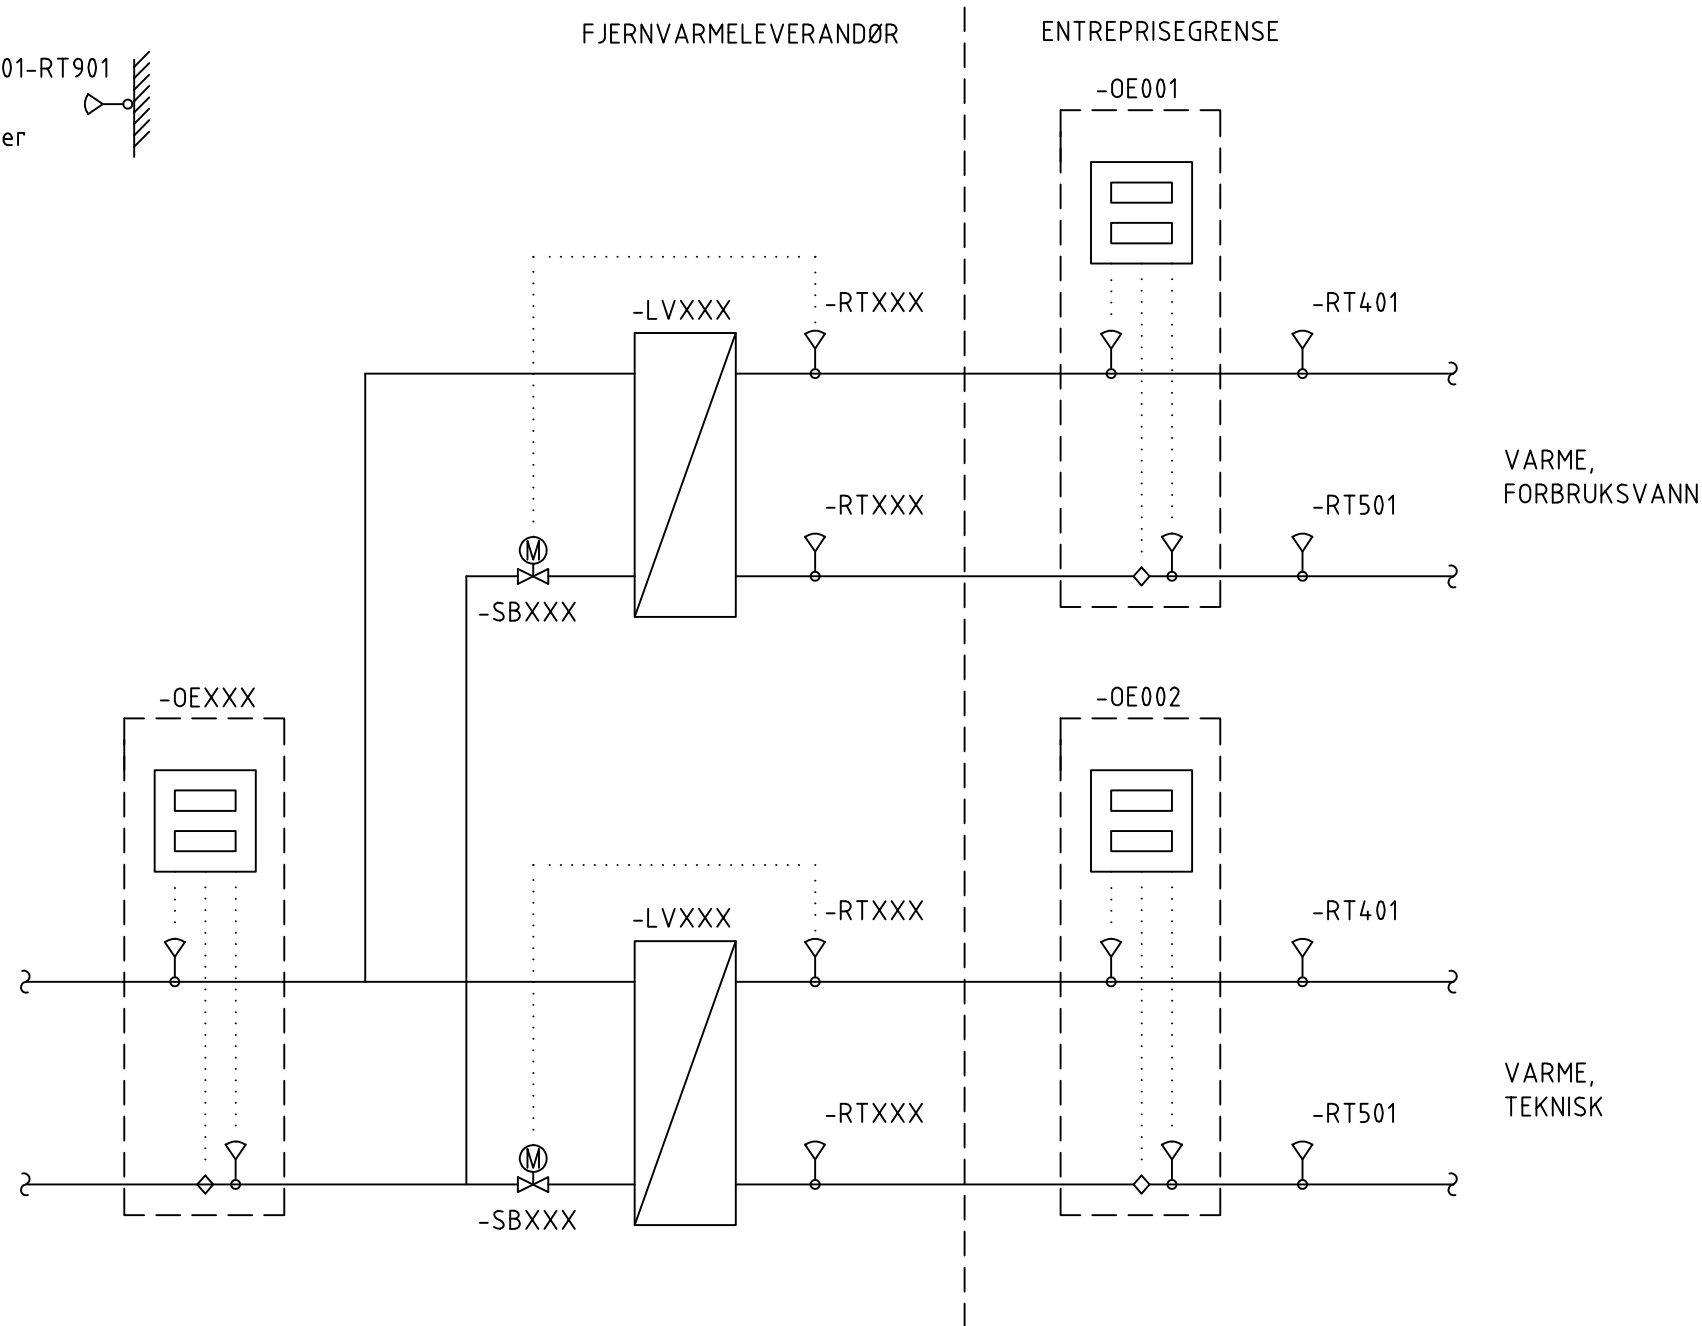 FJERNVARMELEVERANDØR
ENTREPRISEGRENSE
01-RT901
er
-OE001
-LVXXX
-RTXXX
-RT401
VARME,
FORBRUKSVANN
-RTXXX
-RT501
M
-SBXXX
-OEXXX
-OE002
-LVXXX
-RTXXX
-RT401
VARME,
TEKNISK
-RTXXX
-RT501
M
-SBXXX